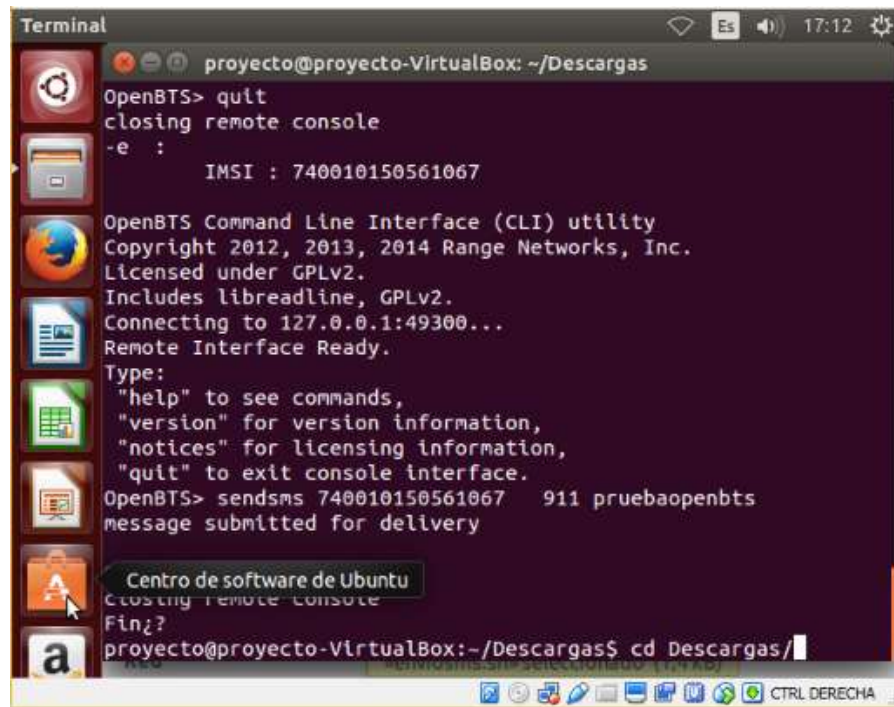 Terminal
Es 17:12
proyecto@proyecto-VirtualBox: ~/Descargas
OpenBTS> quit
closing remote console
-e :
IMSI : 740010150561067
OpenBTS Command Line Interface (CLI) utility
Copyright 2012, 2013, 2014 Range Networks, Inc.
Licensed under GPLv2.
Includes libreadline, GPLv2.
Connecting to 127.0.0.1:49300...
Remote Interface Ready.
Type:
"help" to see commands,
"version" for version information,
"notices" for licensing information,
"quit" to exit console interface.
OpenBTS> sendsms 740010150561067 911 pruebaopenbts
message submitted for delivery
Centro de software de Ubuntu
closing remote console
Fin¿?
proyecto@proyecto-VirtualBox:~/Descargas$ cd Descargas/
a
CTRL DERECHA